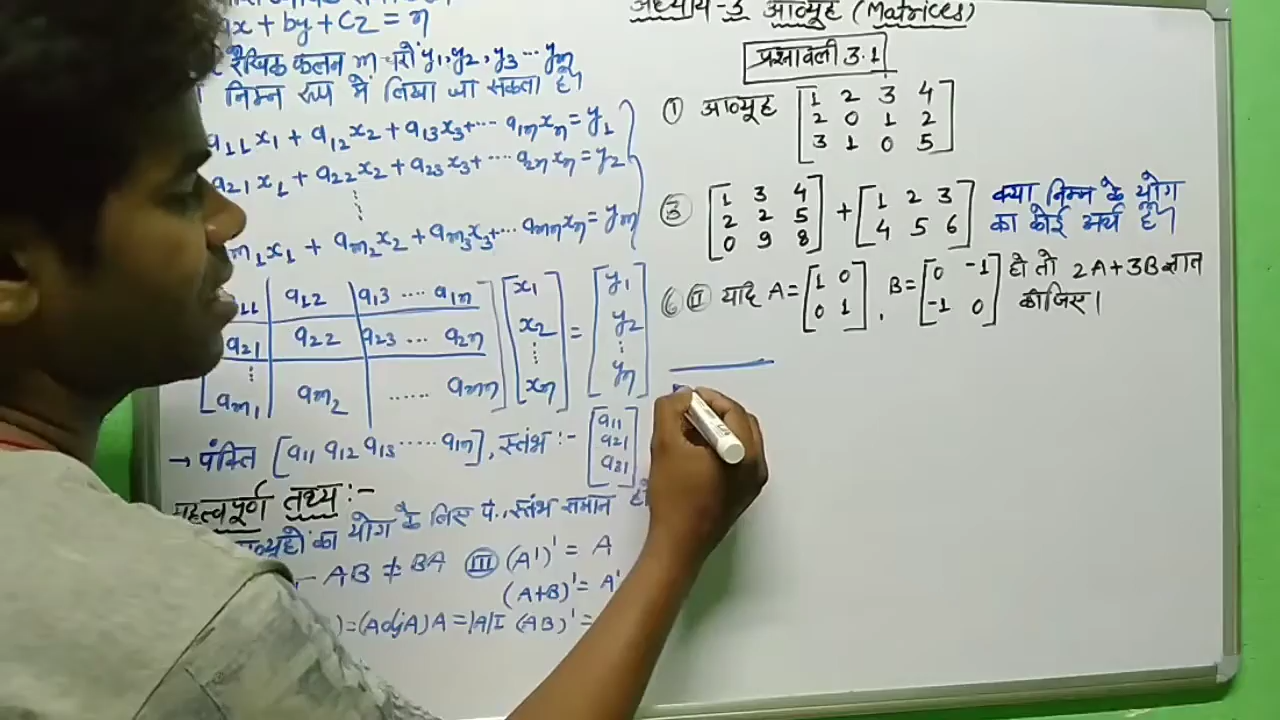 ax + by + cz = η
रैखिक फलन m परों y₁, y₂, y₃ ... yₘ
निम्न रूप में लिखा जा सकता है।
a₁₁x₁ + a₁₂x₂ + a₁₃x₃ + ... a₁ₙxₙ = y₁
a₂₁x₁ + a₂₂x₂ + a₂₃x₃ + ... a₂ₙxₙ = y₂
⋮
m₁x₁ + aₘ₂x₂ + aₘ₃x₃ + ... aₘₙxₙ = yₘ
₁₁ a₁₂ a₁₃ .... a₁ₙ x₁ y₁
a₂₁ a₂₂ a₂₃ ... a₂ₙ x₂ = y₂
⋮ ⋮ ⋮
aₘ₁ aₘ₂ ...... aₘₙ xₙ yₙ
→ पंक्ति [a₁₁ a₁₂ a₁₃ ..... a₁ₙ], स्तंभ :- [a₁₁
a₂₁
a₃₁]
महत्वपूर्ण तथ्य :-
का योग के लिए पं., स्तंभ समान
- AB ≠ BA III (A')' = A
(A+B)' = A'
) = (AdjA)A = |A|I (AB)' =
अध्याय-3 आव्यूह (Matrices)
प्रश्नावली 3.1
① आव्यूह [1 2 3 4
2 0 1 2
3 1 0 5]
③ [1 3 4
2 2 5
0 9 8] + [1 2 3
4 5 6] क्या निम्न के योग
का कोई अर्थ है।
⑥ II यदि A = [1 0
0 1], B = [0 -1
-1 0] हो तो 2A + 3B ज्ञात
कीजिए।